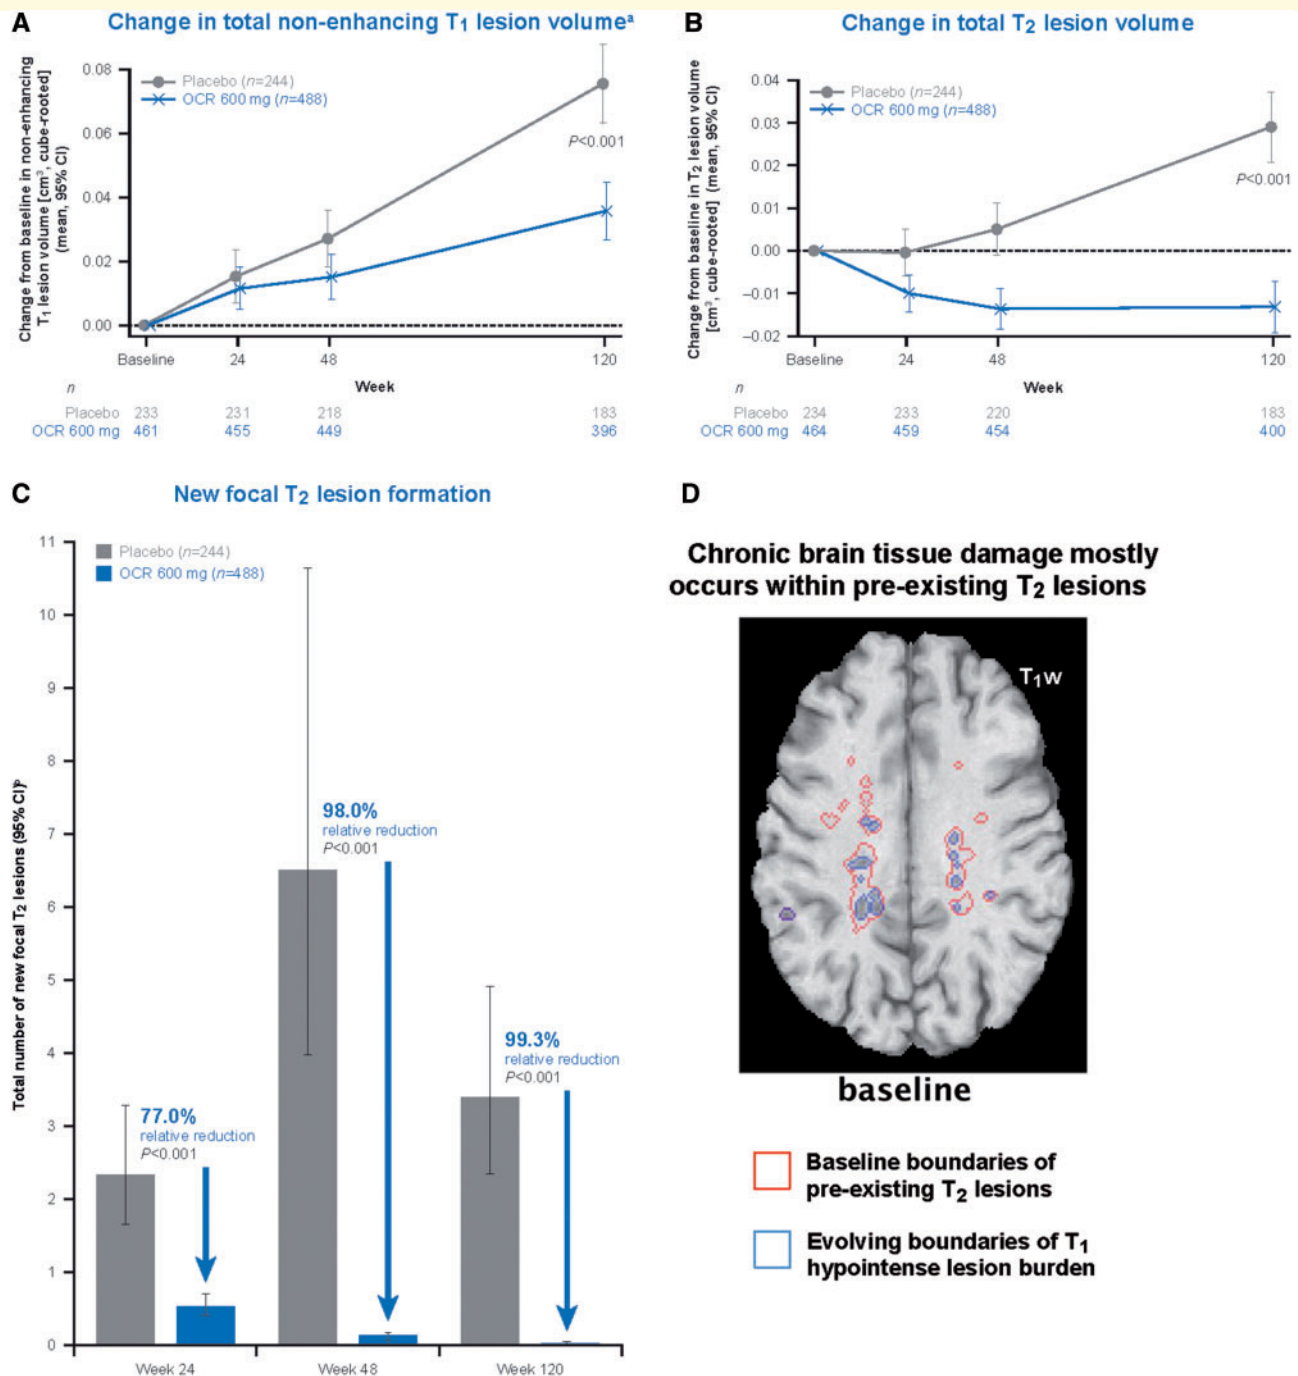 A
Change in total non-enhancing T₁ lesion volumeᵃ
Change from baseline in non-enhancing
T₁ lesion volume [cm³, cube-rooted]
(mean, 95% CI)
0.08
0.06
0.04
0.02
0.00
Placebo (n=244)
OCR 600 mg (n=488)
P<0.001
Baseline
24
48
120
Week
n
Placebo 233 231 218 183
OCR 600 mg 461 455 449 396
B
Change in total T₂ lesion volume
Change from baseline in T₂ lesion volume
[cm³, cube-rooted] (mean, 95% CI)
0.04
0.03
0.02
0.01
0.00
−0.01
−0.02
Placebo (n=244)
OCR 600 mg (n=488)
P<0.001
Baseline
24
48
120
Week
n
Placebo 234 233 220 183
OCR 600 mg 464 459 454 400
C
New focal T₂ lesion formation
Total number of new focal T₂ lesions (95% CI)ᵇ
11
10
9
8
7
6
5
4
3
2
1
0
Placebo (n=244)
OCR 600 mg (n=488)
77.0%
relative reduction
P<0.001
98.0%
relative reduction
P<0.001
99.3%
relative reduction
P<0.001
Week 24
Week 48
Week 120
D
Chronic brain tissue damage mostly
occurs within pre-existing T₂ lesions
T₁w
baseline
Baseline boundaries of
pre-existing T₂ lesions
Evolving boundaries of T₁
hypointense lesion burden